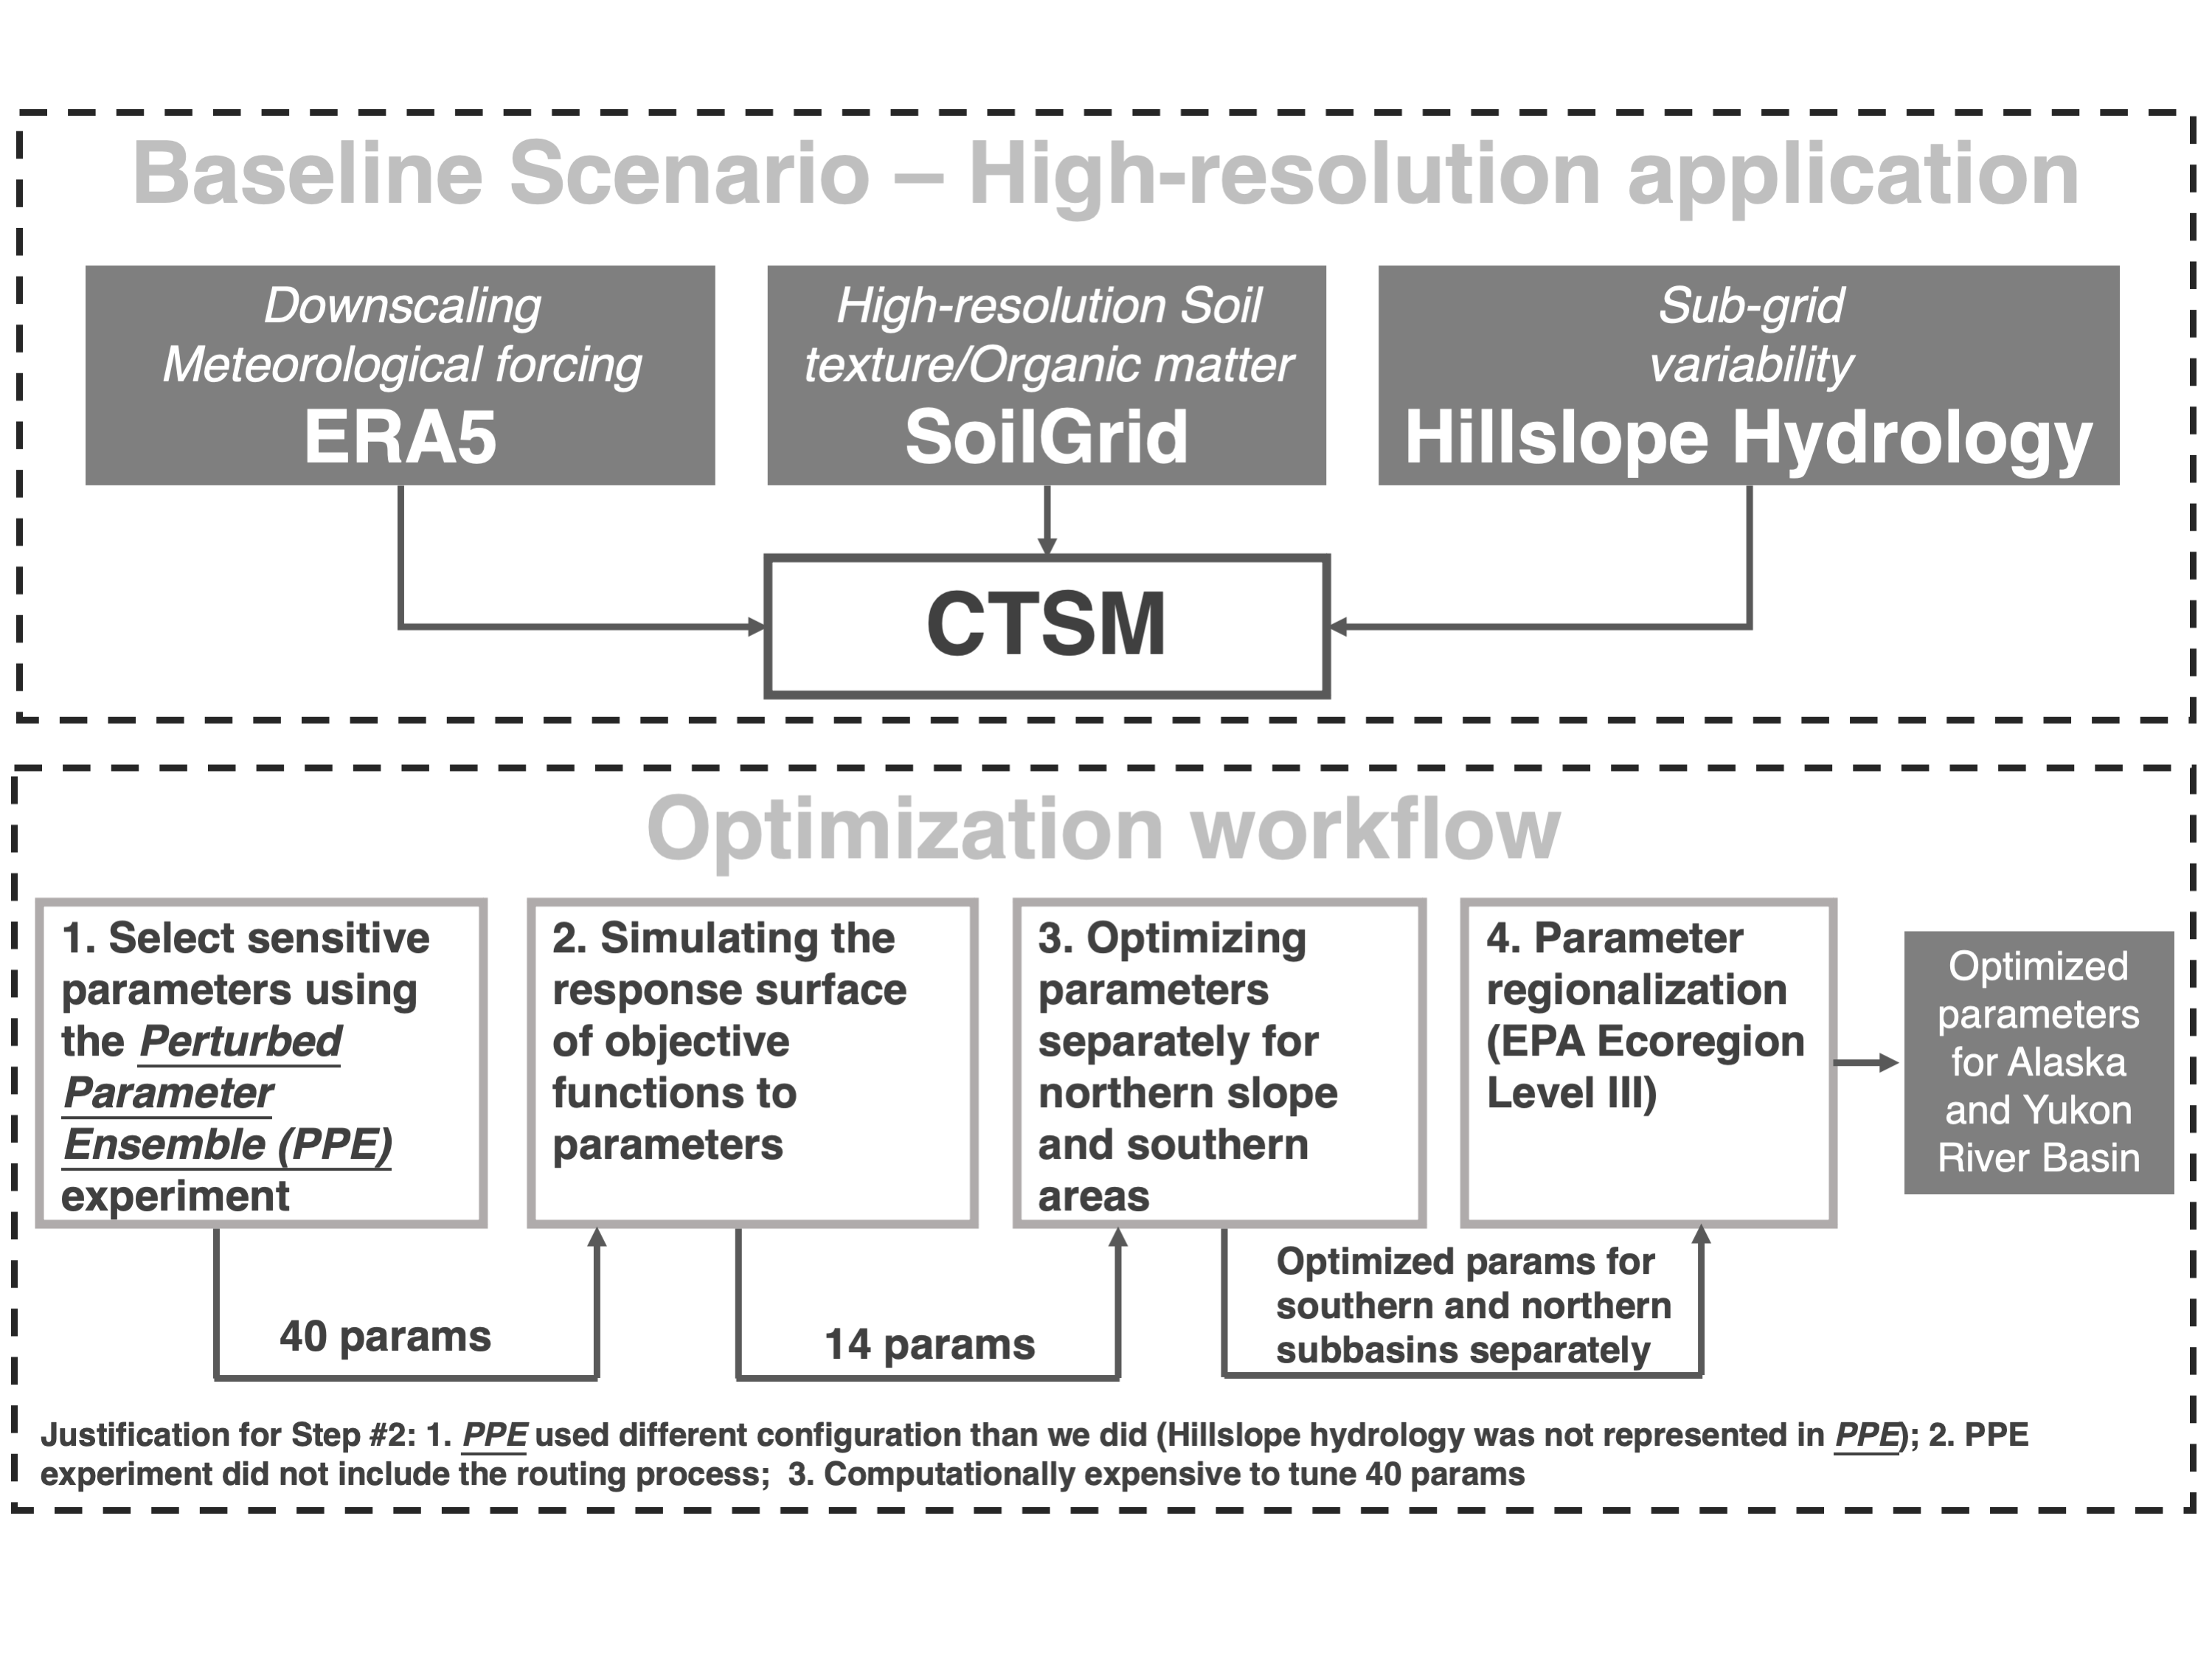 Baseline Scenario – High-resolution application
Downscaling
Meteorological forcing
ERA5
High-resolution Soil
texture/Organic matter
SoilGrid
Sub-grid
variability
Hillslope Hydrology
CTSM
Optimization workflow
1. Select sensitive
parameters using
the Perturbed
Parameter
Ensemble (PPE)
experiment
2. Simulating the
response surface
of objective
functions to
parameters
3. Optimizing
parameters
separately for
northern slope
and southern
areas
4. Parameter
regionalization
(EPA Ecoregion
Level III)
Optimized
parameters
for Alaska
and Yukon
River Basin
40 params
14 params
Optimized params for
southern and northern
subbasins separately
Justification for Step #2: 1. PPE used different configuration than we did (Hillslope hydrology was not represented in PPE); 2. PPE
experiment did not include the routing process;  3. Computationally expensive to tune 40 params